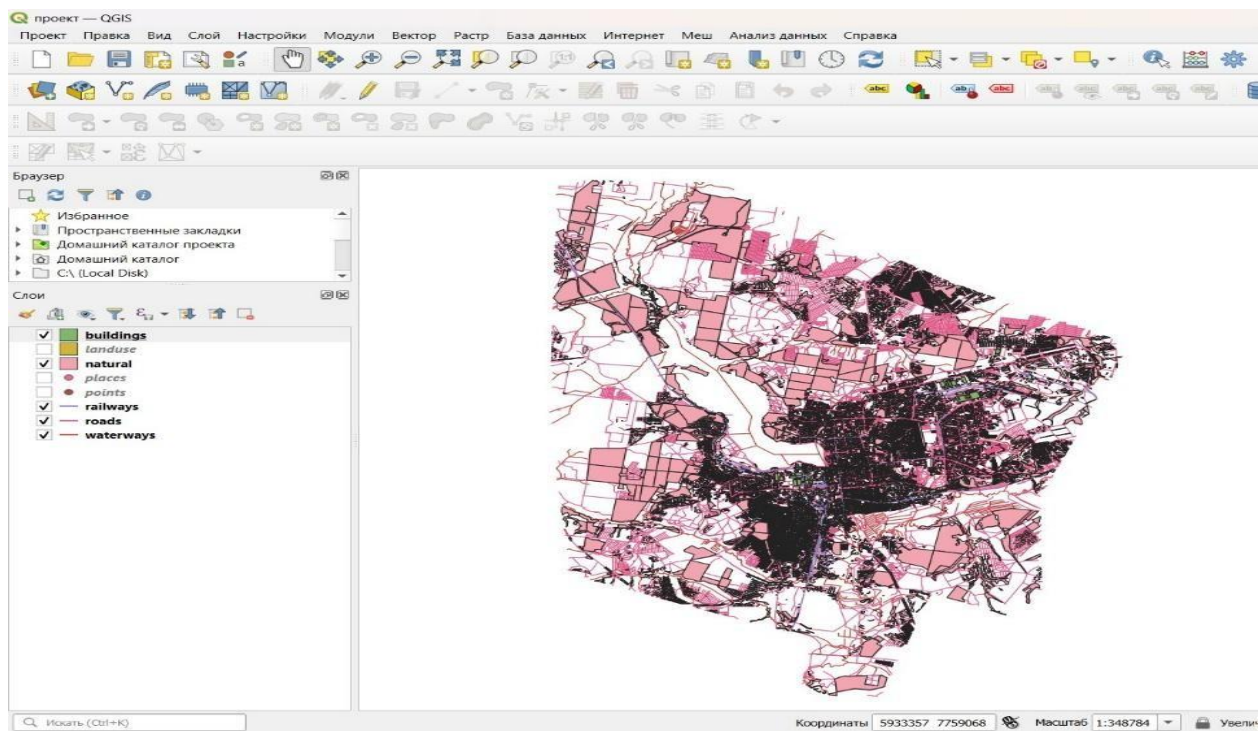 проект — QGIS
Проект Правка Вид Слой Настройки Модули Вектор Растр База данных Интернет Меш Анализ данных Справка
Браузер
Избранное
Пространственные закладки
Домашний каталог проекта
Домашний каталог
C:\ (Local Disk)
Слои
buildings
landuse
natural
places
points
railways
roads
waterways
Искать (Ctrl+K)
Координаты 5933357 7759068 Масштаб 1:348784 Увелич